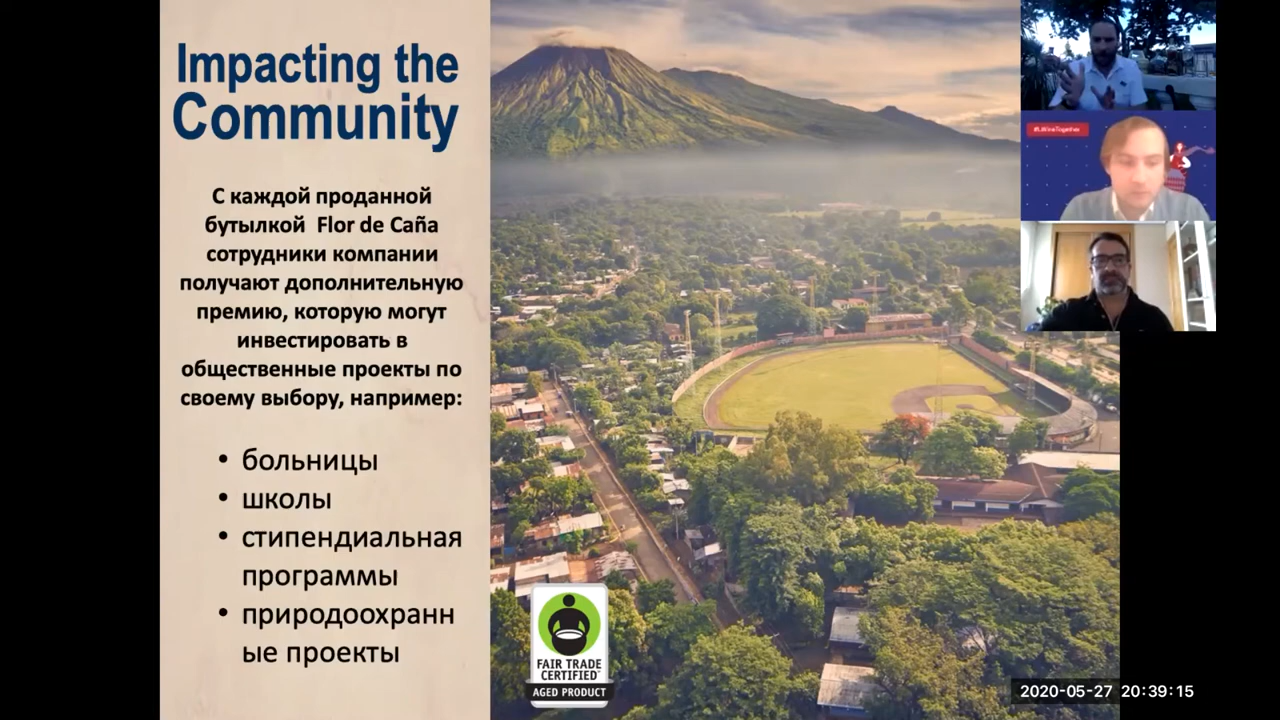 Impacting the
Community
С каждой проданной
бутылкой Flor de Caña
сотрудники компании
получают дополнительную
премию, которую могут
инвестировать в
общественные проекты по
своему выбору, например:
• больницы
• школы
• стипендиальная
программы
• природоохранн
ые проекты
FAIR TRADE
CERTIFIED™
AGED PRODUCT
#LAVineTogether
2020-05-27 20:39:15